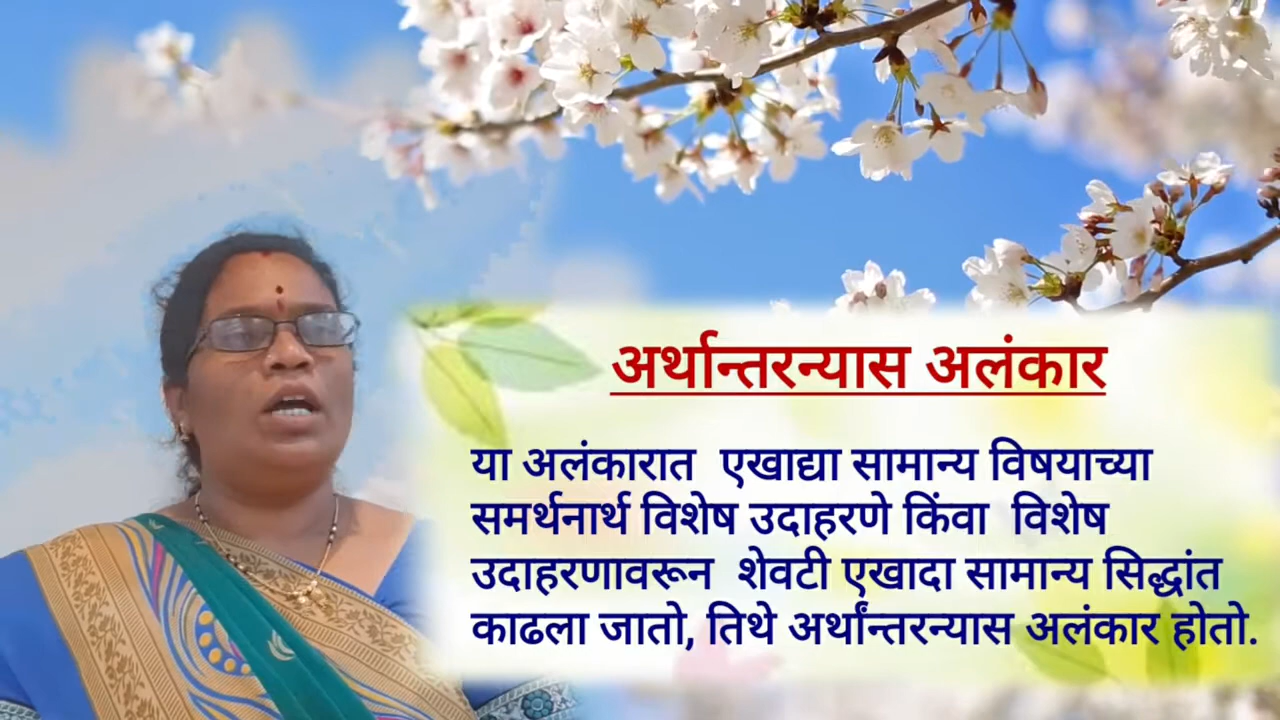 अर्थान्तरन्यास अलंकार
या अलंकारात एखाद्या सामान्य विषयाच्या
समर्थनार्थ विशेष उदाहरणे किंवा विशेष
उदाहरणावरून शेवटी एखादा सामान्य सिद्धांत
काढला जातो, तिथे अर्थांन्तरन्यास अलंकार होतो.